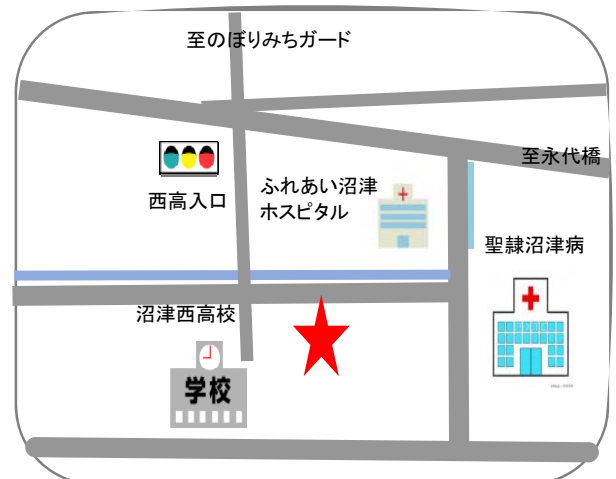 至のぼりみちガード
至永代橋
西高入口
ふれあい沼津
ホスピタル
聖隷沼津病
沼津西高校
学校